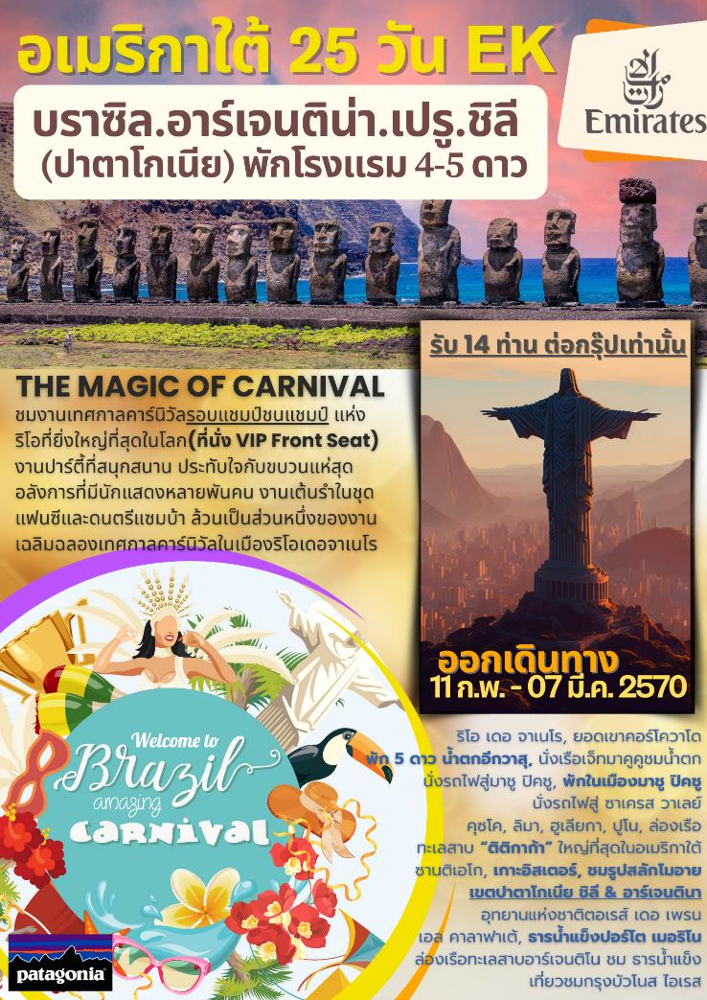 อเมริกาใต้ 25 วัน EK
Emirates
บราซิล.อาร์เจนติน่า.เปรู.ชิลี
(ปาตาโกเนีย) พักโรงแรม 4-5 ดาว
รับ 14 ท่าน ต่อกรุ๊ปเท่านั้น
THE MAGIC OF CARNIVAL
ชมงานเทศกาลคาร์นิวัลรอบแชมป์ชนแชมป์ แห่ง
ริโอที่ยิ่งใหญ่ที่สุดในโลก(ที่นั่ง VIP Front Seat)
งานปาร์ตี้ที่สนุกสนาน ประทับใจกับขบวนแห่สุด
อลังการที่มีนักแสดงหลายพันคน งานเต้นรำในชุด
แฟนซีและดนตรีแซมบ้า ล้วนเป็นส่วนหนึ่งของงาน
เฉลิมฉลองเทศกาลคาร์นิวัลในเมืองริโอเดอจาเนโร
ออกเดินทาง
11 ก.พ. - 07 มี.ค. 2570
Welcome to
Brazil
amazing
CARNIVAL
ริโอ เดอ จาเนโร, ยอดเขาคอร์โควาโด
พัก 5 ดาว น้ำตกอีกวาสุ, นั่งเรือเจ็ทมาคูคูชมน้ำตก
นั่งรถไฟสู่มาชู ปิคชู, พักในเมืองมาชู ปิคชู
นั่งรถไฟสู่ ซาเครส วาเลย์
คุซโค, ลิมา, ฮูเลียกา, ปูโน, ล่องเรือ
ทะเลสาบ “ติติกาก้า” ใหญ่ที่สุดในอเมริกาใต้
ซานติเอโก, เกาะอิสเตอร์, ชมรูปสลักโมอาย
เขตปาตาโกเนีย ชิลี & อาร์เจนตินา
อุทยานแห่งชาติตอเรส์ เดอ เพรน
เอล คาลาฟาเต้, ธารน้ำแข็งปอร์โต เมอริโน
ล่องเรือทะเลสาบอาร์เจนติโน ชม ธารน้ำแข็ง
เที่ยวชมกรุงบัวโนส ไอเรส
patagonia